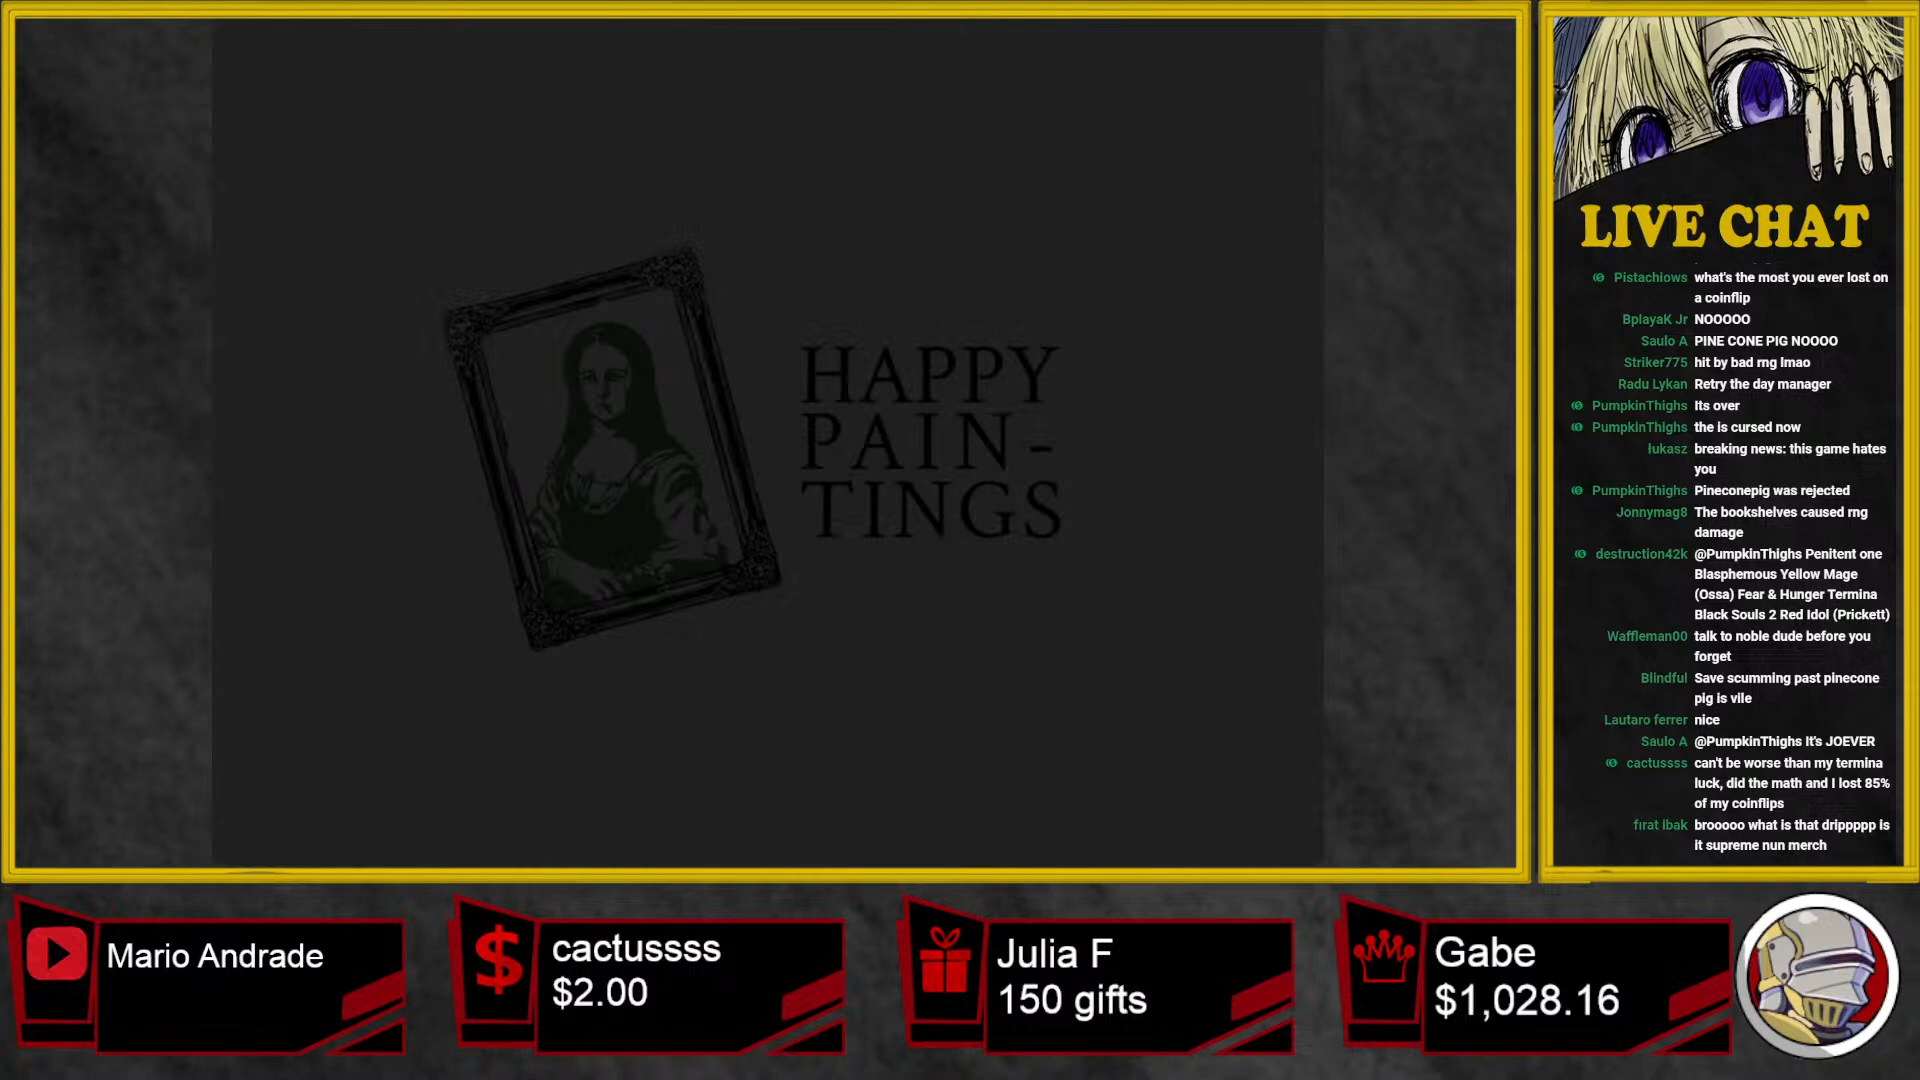 HAPPY
PAIN-
TINGS
LIVE CHAT
Pistachiows what's the most you ever lost on
a coinflip
BplayaK Jr NOOOOO
Saulo A PINE CONE PIG NOOOO
Striker775 hit by bad rng lmao
Radu Lykan Retry the day manager
PumpkinThighs Its over
PumpkinThighs the is cursed now
łukasz breaking news: this game hates
you
PumpkinThighs Pineconepig was rejected
Jonnymag8 The bookshelves caused rng
damage
destruction42k @PumpkinThighs Penitent one
Blasphemous Yellow Mage
(Ossa) Fear & Hunger Termina
Black Souls 2 Red Idol (Prickett)
Waffleman00 talk to noble dude before you
forget
Blindful Save scumming past pinecone
pig is vile
Lautaro ferrer nice
Saulo A @PumpkinThighs It's JOEVER
cactussss can't be worse than my termina
luck, did the math and I lost 85%
of my coinflips
fırat ibak brooooo what is that drippppp is
it supreme nun merch
Mario Andrade
cactussss
$2.00
Julia F
150 gifts
Gabe
$1,028.16